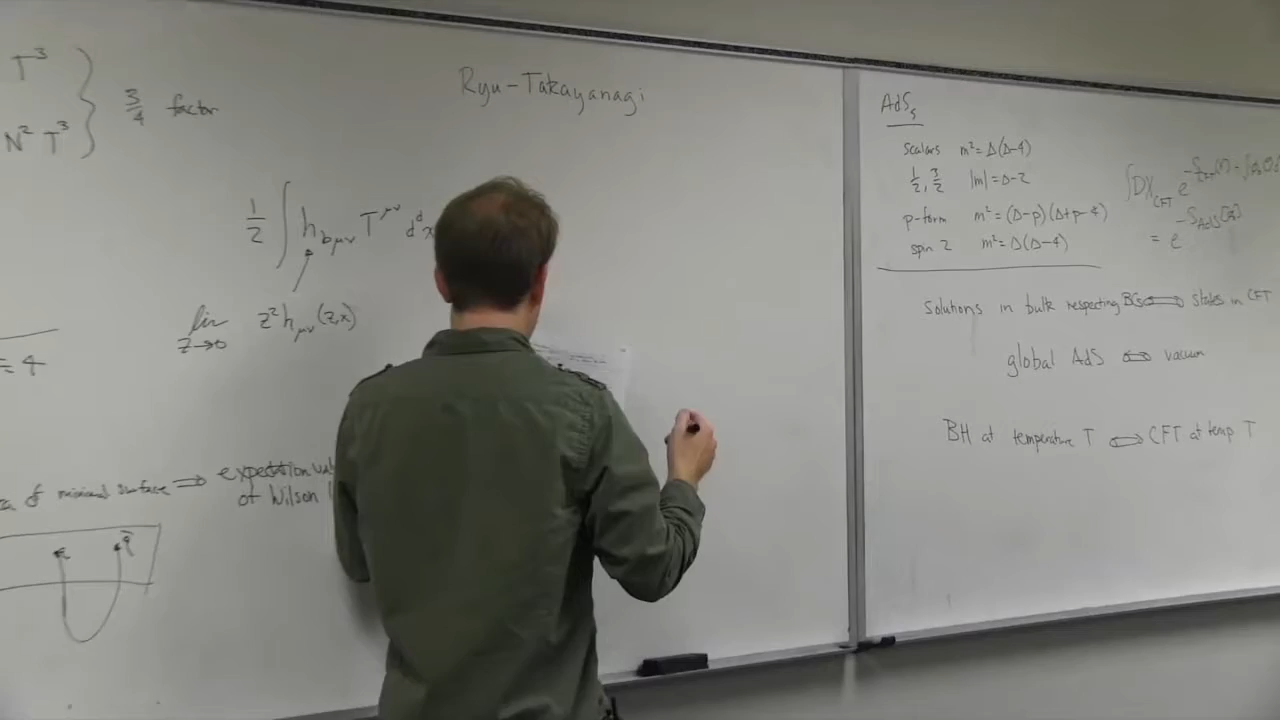 T³
N² T³
3/4 factor
Ryu-Takayanagi
1/2 ∫ h_{bμν} T^{μν} d^d x
lim z→0 z² h_{μν}(z,x)
= 4
of minimal surface ⇒ expectation
of Wilson
q q̄
AdS₅
scalars m² = Δ(Δ-4)
1/2, 3/2 |m| = Δ-2
p-form m² = (Δ-p)(Δ+p-4)
spin 2 m² = Δ(Δ-4)
∫DX_{CFT} e
= e
solutions in bulk respecting BCs ⟺ states in CFT
global AdS ⟺ vacuum
BH at temperature T ⟺ CFT at temp T